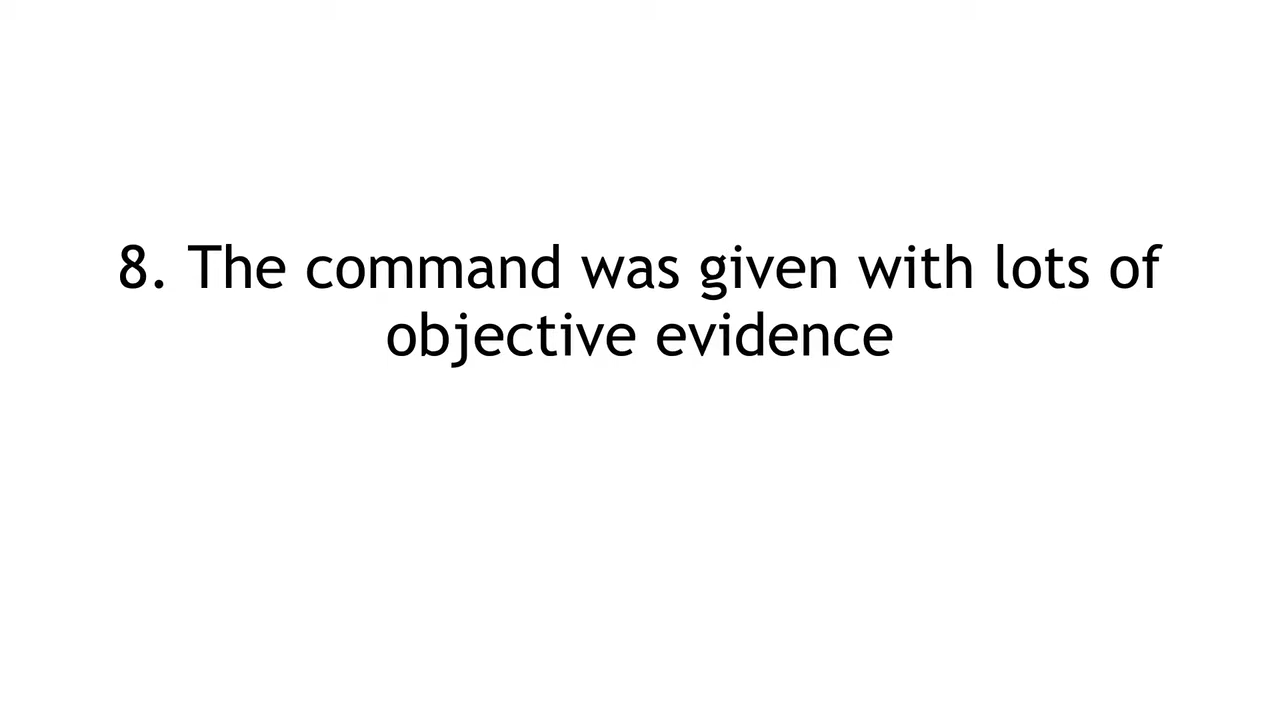 8. The command was given with lots of
objective evidence